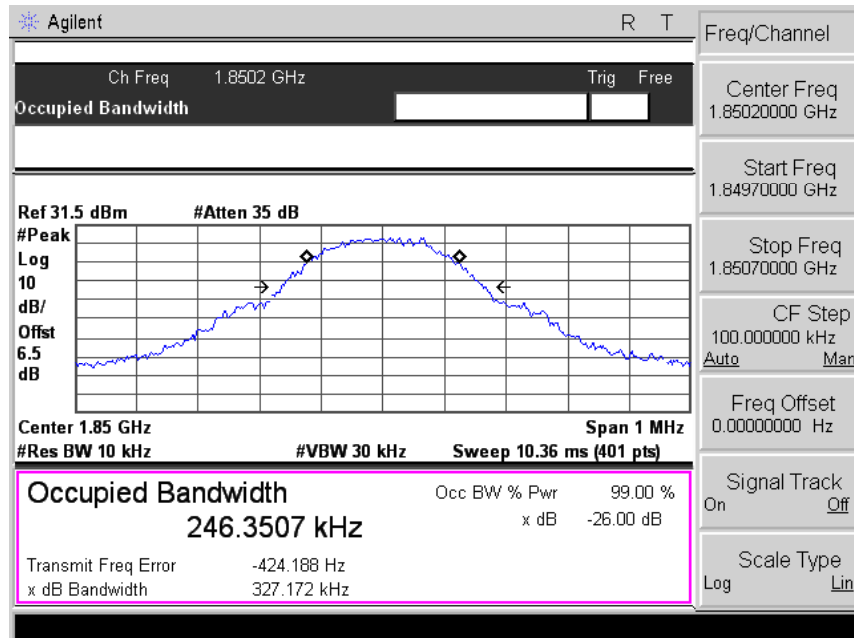 Agilent R T
Freq/Channel
Ch Freq 1.8502 GHz Trig Free
Occupied Bandwidth
Center Freq
1.85020000 GHz
Start Freq
1.84970000 GHz
Stop Freq
1.85070000 GHz
CF Step
100.000000 kHz
Auto Man
Freq Offset
0.00000000 Hz
Signal Track
On Off
Scale Type
Log Lin
Ref 31.5 dBm #Atten 35 dB
#Peak
Log
10
dB/
Offst
6.5
dB
Center 1.85 GHz Span 1 MHz
#Res BW 10 kHz #VBW 30 kHz Sweep 10.36 ms (401 pts)
Occupied Bandwidth Occ BW % Pwr 99.00 %
246.3507 kHz x dB -26.00 dB
Transmit Freq Error -424.188 Hz
x dB Bandwidth 327.172 kHz